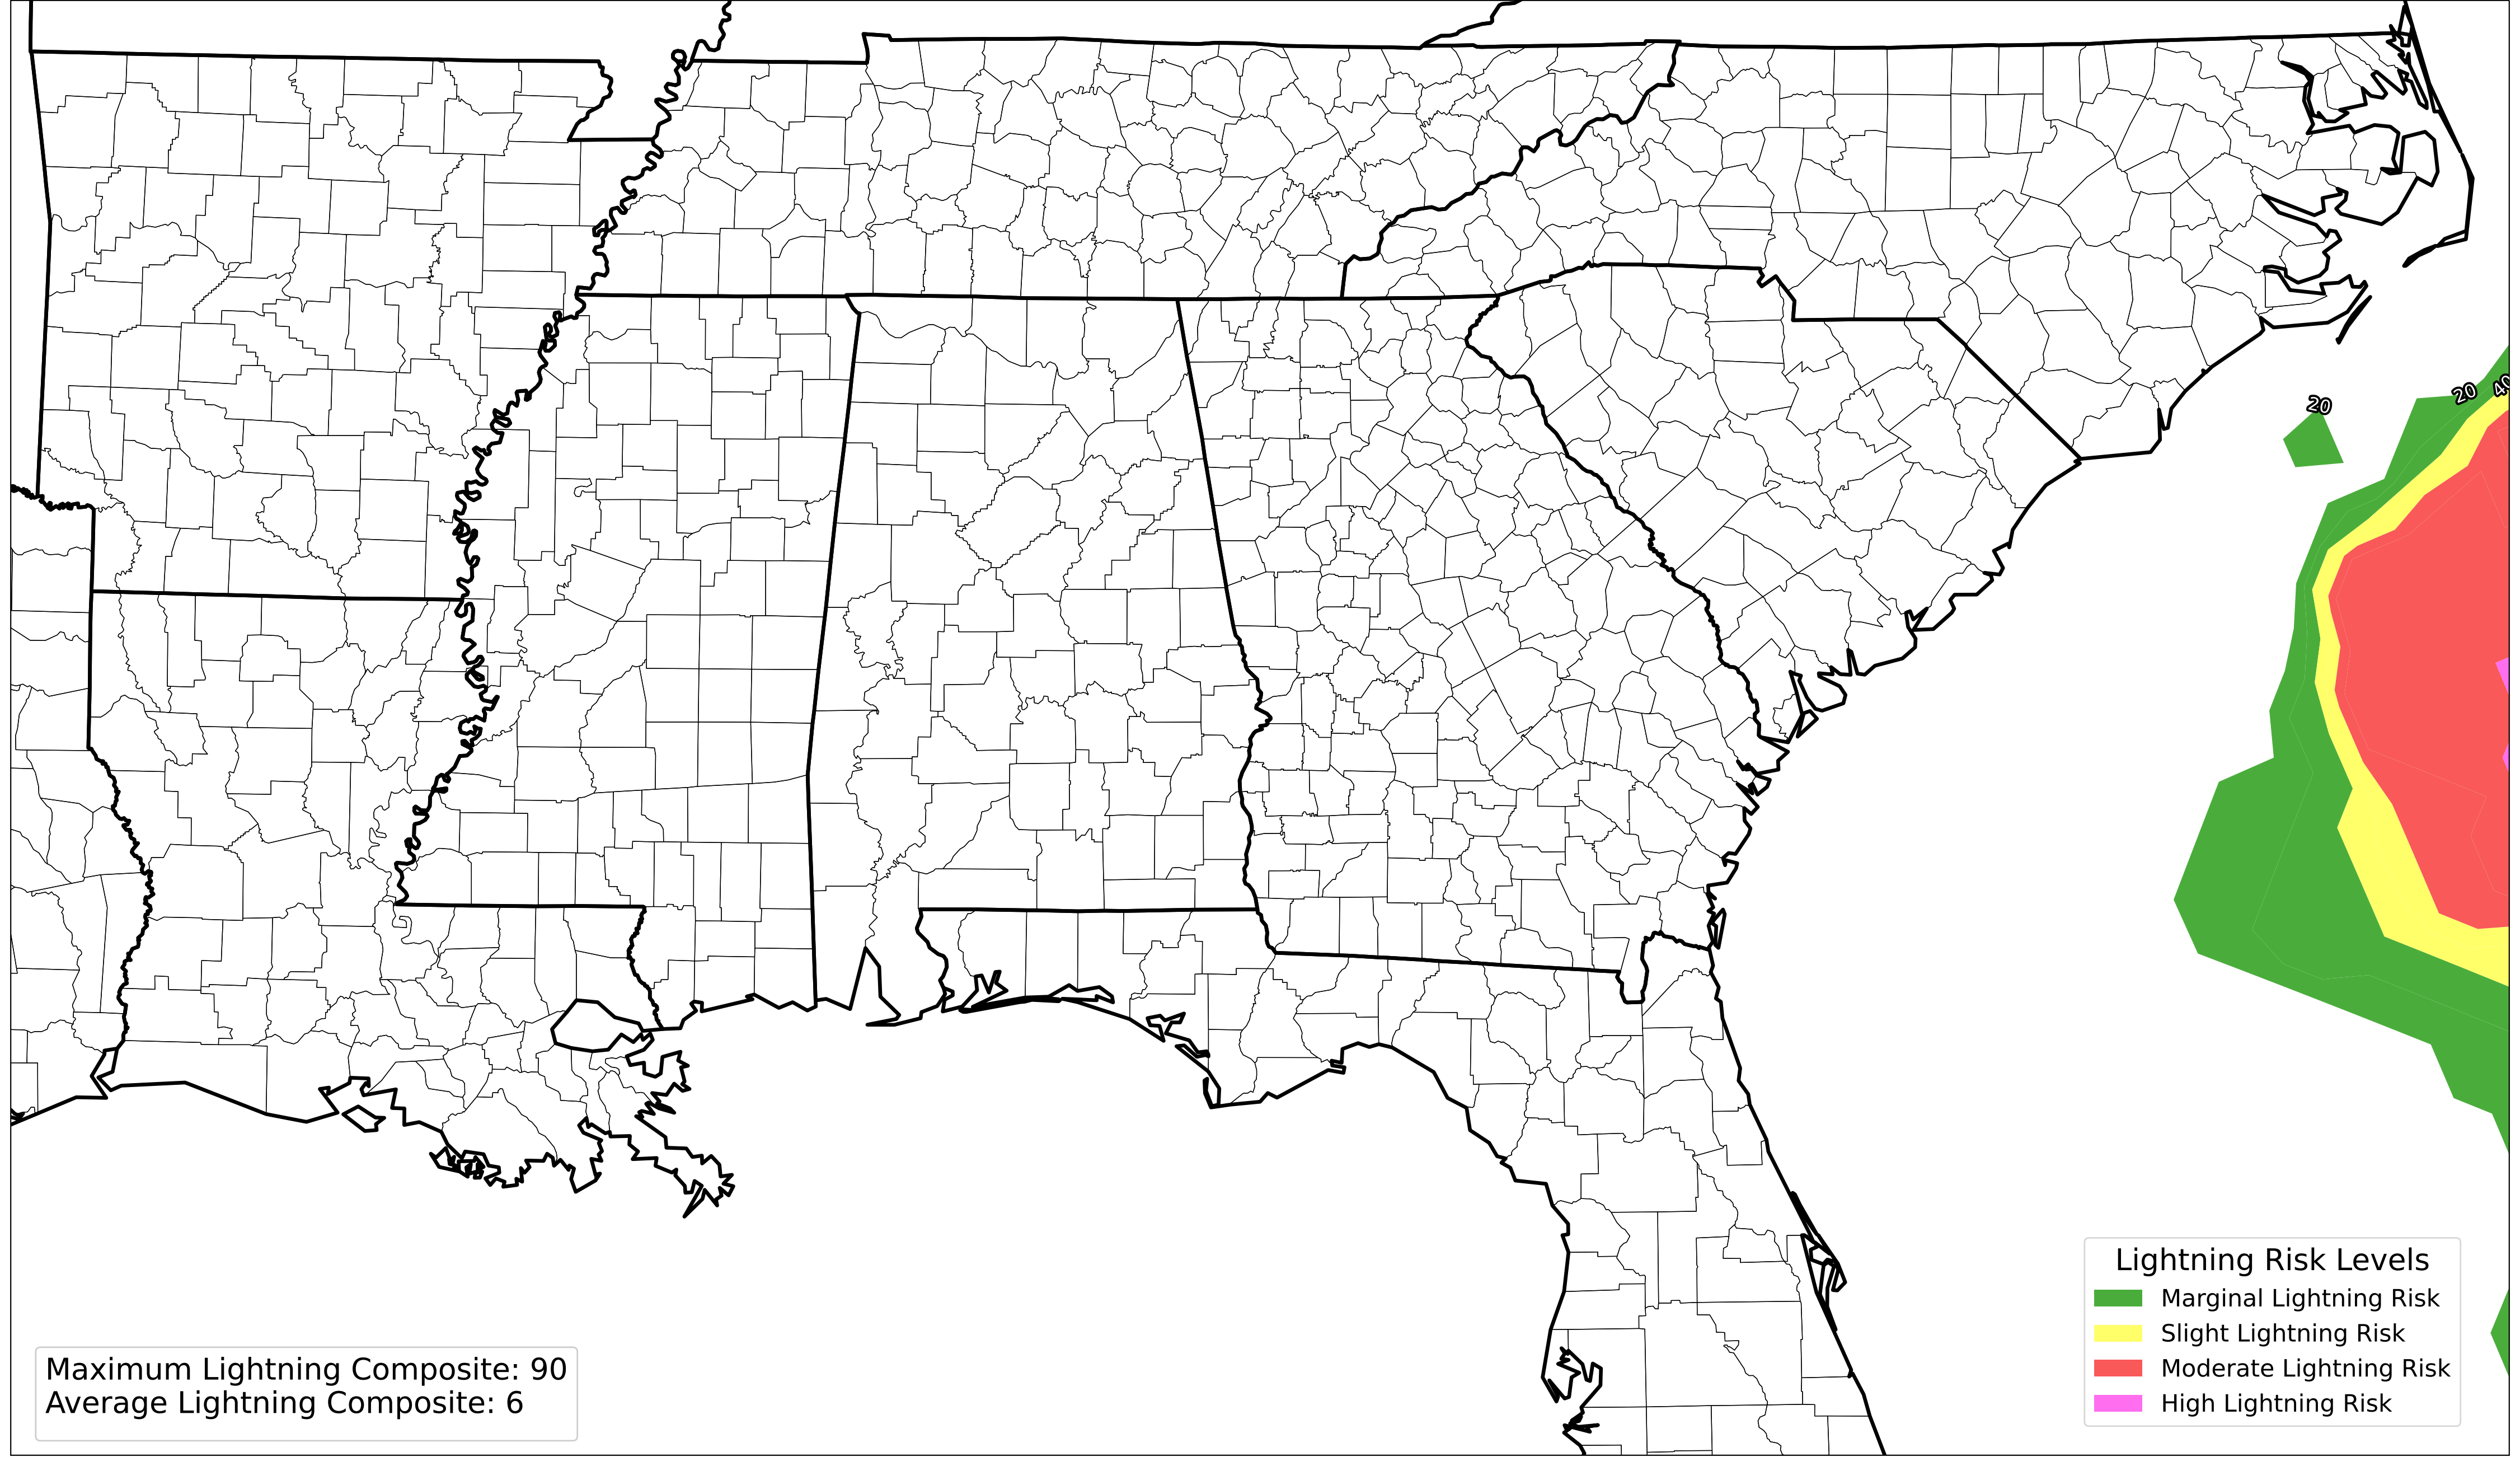 20
20
40
Lightning Risk Levels
Marginal Lightning Risk
Slight Lightning Risk
Moderate Lightning Risk
High Lightning Risk
Maximum Lightning Composite: 90
Average Lightning Composite: 6